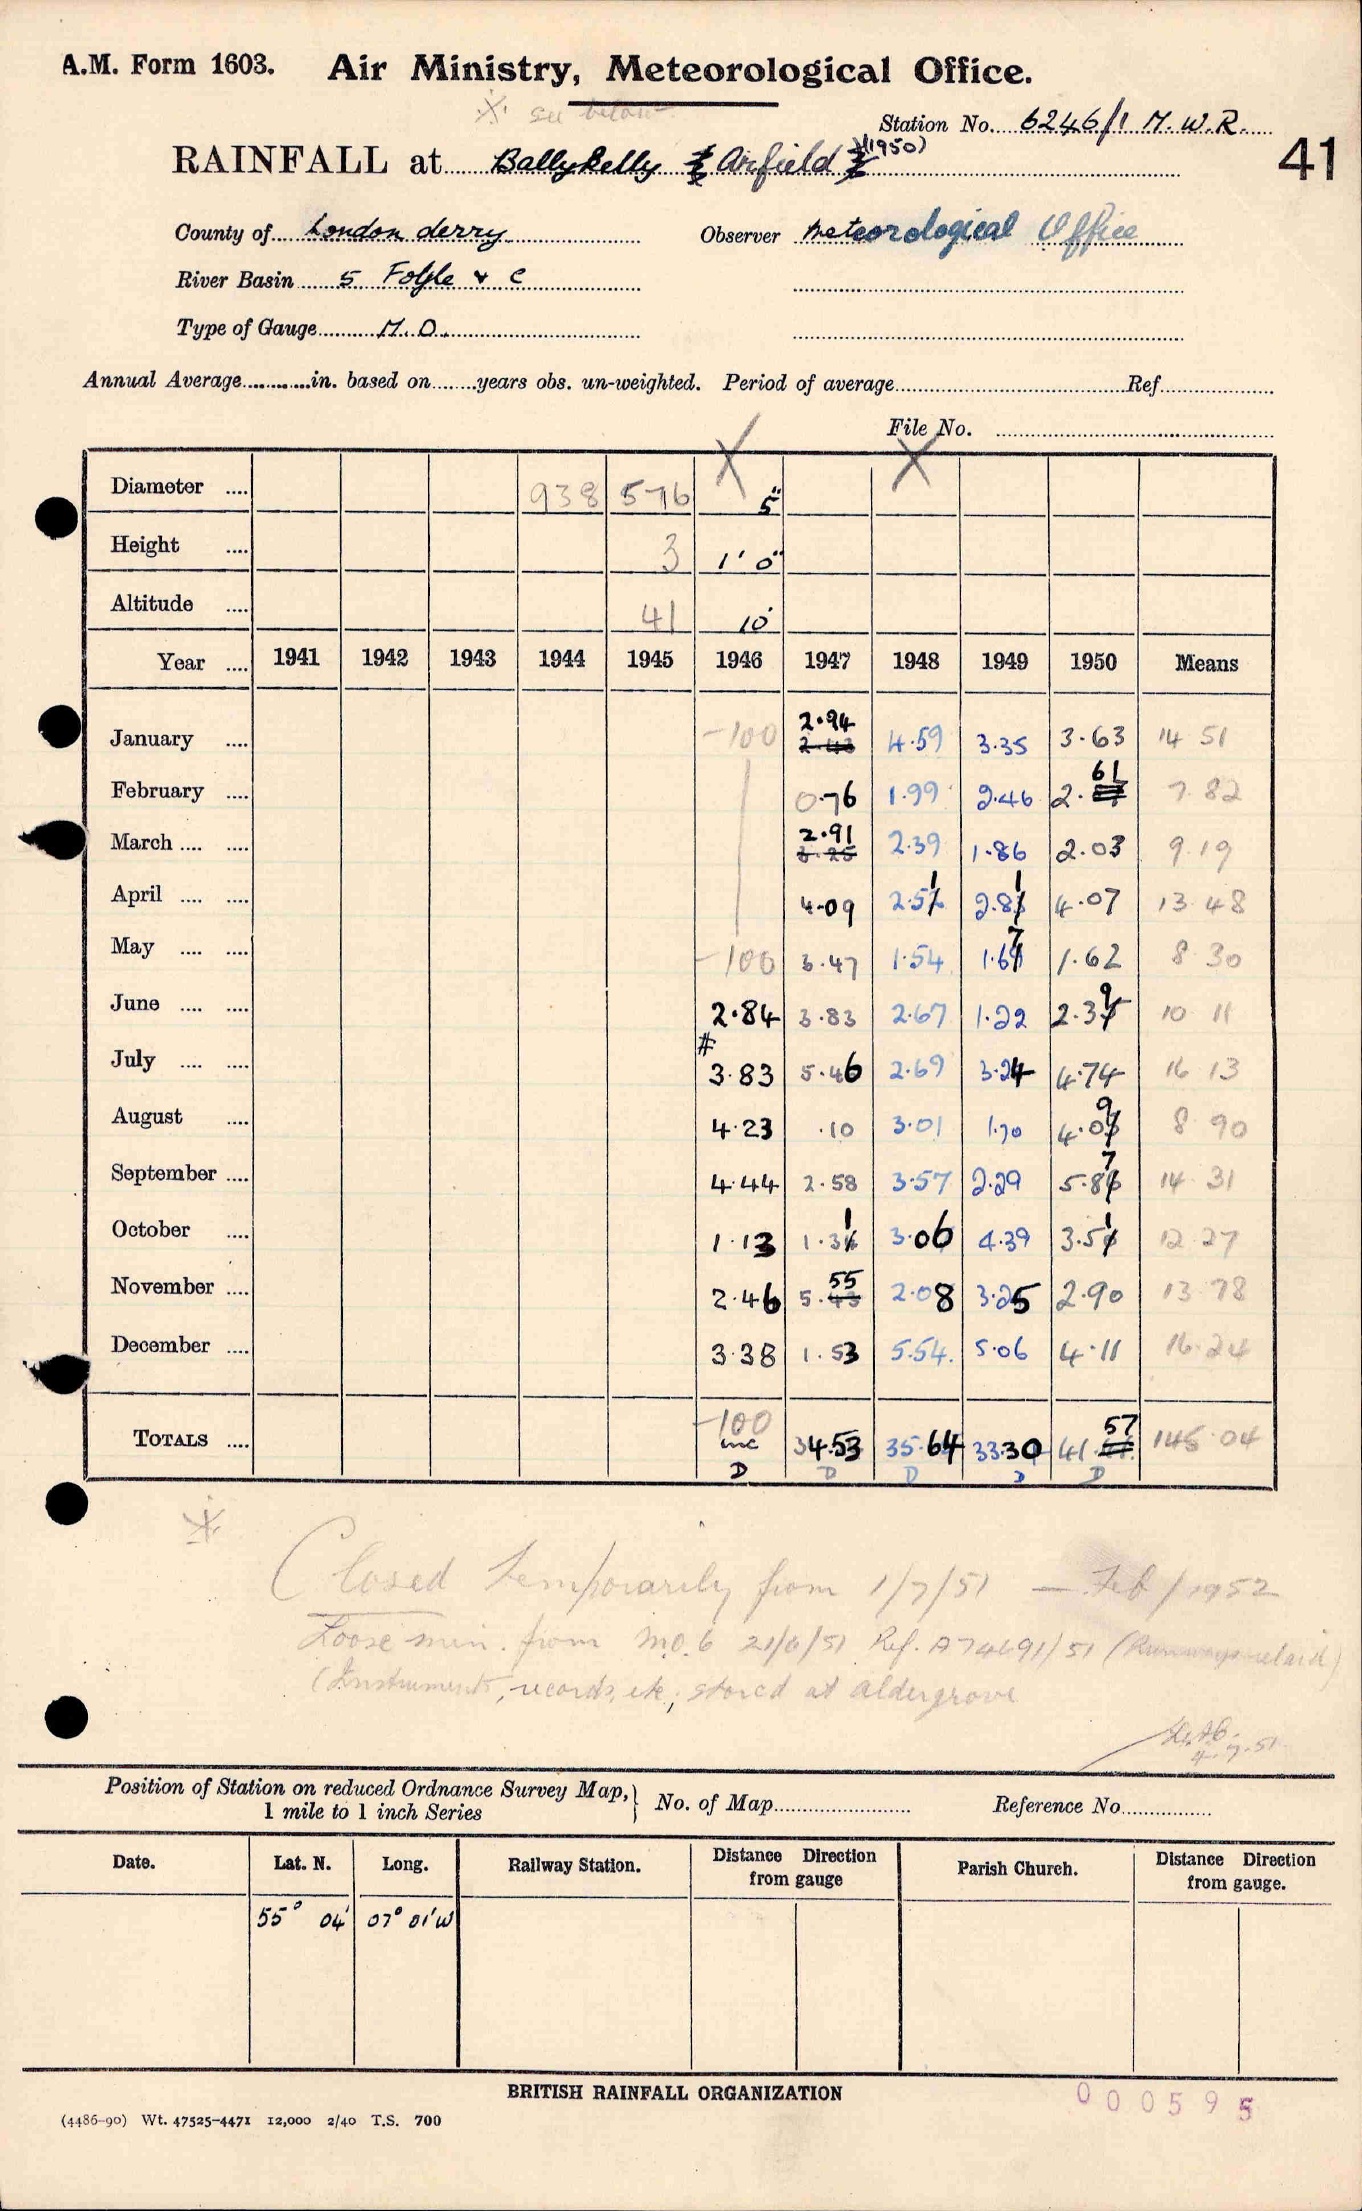 A.M. Form 1603. Air Ministry, Meteorological Office.
* see below
Station No. 6246/1 M.W.R.
41
RAINFALL at Ballykelly Airfield (1950)
County of London derry Observer Meteorological Office
River Basin 5 Foyle & C
Type of Gauge M.O.
Annual Average in. based on years obs. un-weighted. Period of average Ref
File No.
Diameter 938 576 5"
Height 3 1' 0"
Altitude 41 10'
Year 1941 1942 1943 1944 1945 1946 1947 1948 1949 1950 Means
January -100 2.94 2.43 4.59 3.35 3.63 14 51
February 0.76 1.99 2.46 2.61 7.82
March 2.91 3.25 2.39 1.86 2.03 9.19
April 4.09 2.51 2.81 4.07 13 48
May -100 3.47 1.54 1.67 1.62 8 30
June 2.84 3.83 2.67 1.22 2.39 10 11
July # 3.83 5.46 2.69 3.24 4.74 16 13
August 4.23 .10 3.01 1.70 4.09 8 90
September 4.44 2.58 3.57 2.29 5.87 14 31
October 1.13 1.31 3.06 4.39 3.51 12 27
November 2.46 5.55 2.08 3.25 2.90 13 78
December 3.38 1.53 5.54 5.06 4.11 16.24
TOTALS -100 inc 34.53 35.64 33.30 41.57 145.04
D D D D D
*
Closed temporarily from 1/7/51 — Feb/1952
Loose min. from M.O.6 21/6/51 Ref. A74691/51 (Runways relaid)
(Instruments, records, etc, stored at Aldergrove
4.7.51
Position of Station on reduced Ordnance Survey Map, 1 mile to 1 inch Series } No. of Map Reference No
Date. Lat. N. Long. Railway Station. Distance Direction from gauge Parish Church. Distance Direction from gauge.
55° 04' 07° 01'W
BRITISH RAINFALL ORGANIZATION
000595
(4486-90) Wt. 47525-4471 12,000 2/40 T.S. 700